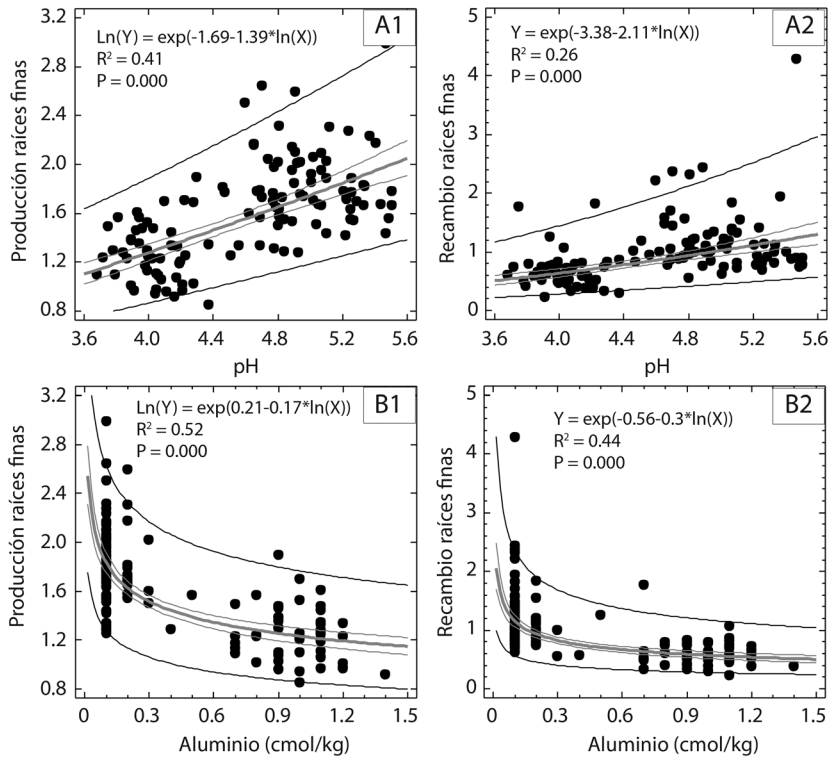 A1
Ln(Y) = exp(-1.69-1.39*ln(X))
R² = 0.41
P = 0.000
Producción raíces finas
3.2
2.8
2.4
2.0
1.6
1.2
0.8
3.6
4.0
4.4
4.8
5.2
5.6
pH
A2
Y = exp(-3.38-2.11*ln(X))
R² = 0.26
P = 0.000
Recambio raíces finas
5
4
3
2
1
0
3.6
4.0
4.4
4.8
5.2
5.6
pH
B1
Ln(Y) = exp(0.21-0.17*ln(X))
R² = 0.52
P = 0.000
Producción raíces finas
3.2
2.8
2.4
2.0
1.6
1.2
0.8
0
0.3
0.6
0.9
1.2
1.5
Aluminio (cmol/kg)
B2
Y = exp(-0.56-0.3*ln(X))
R² = 0.44
P = 0.000
Recambio raíces finas
5
4
3
2
1
0
0
0.3
0.6
0.9
1.2
1.5
Aluminio (cmol/kg)